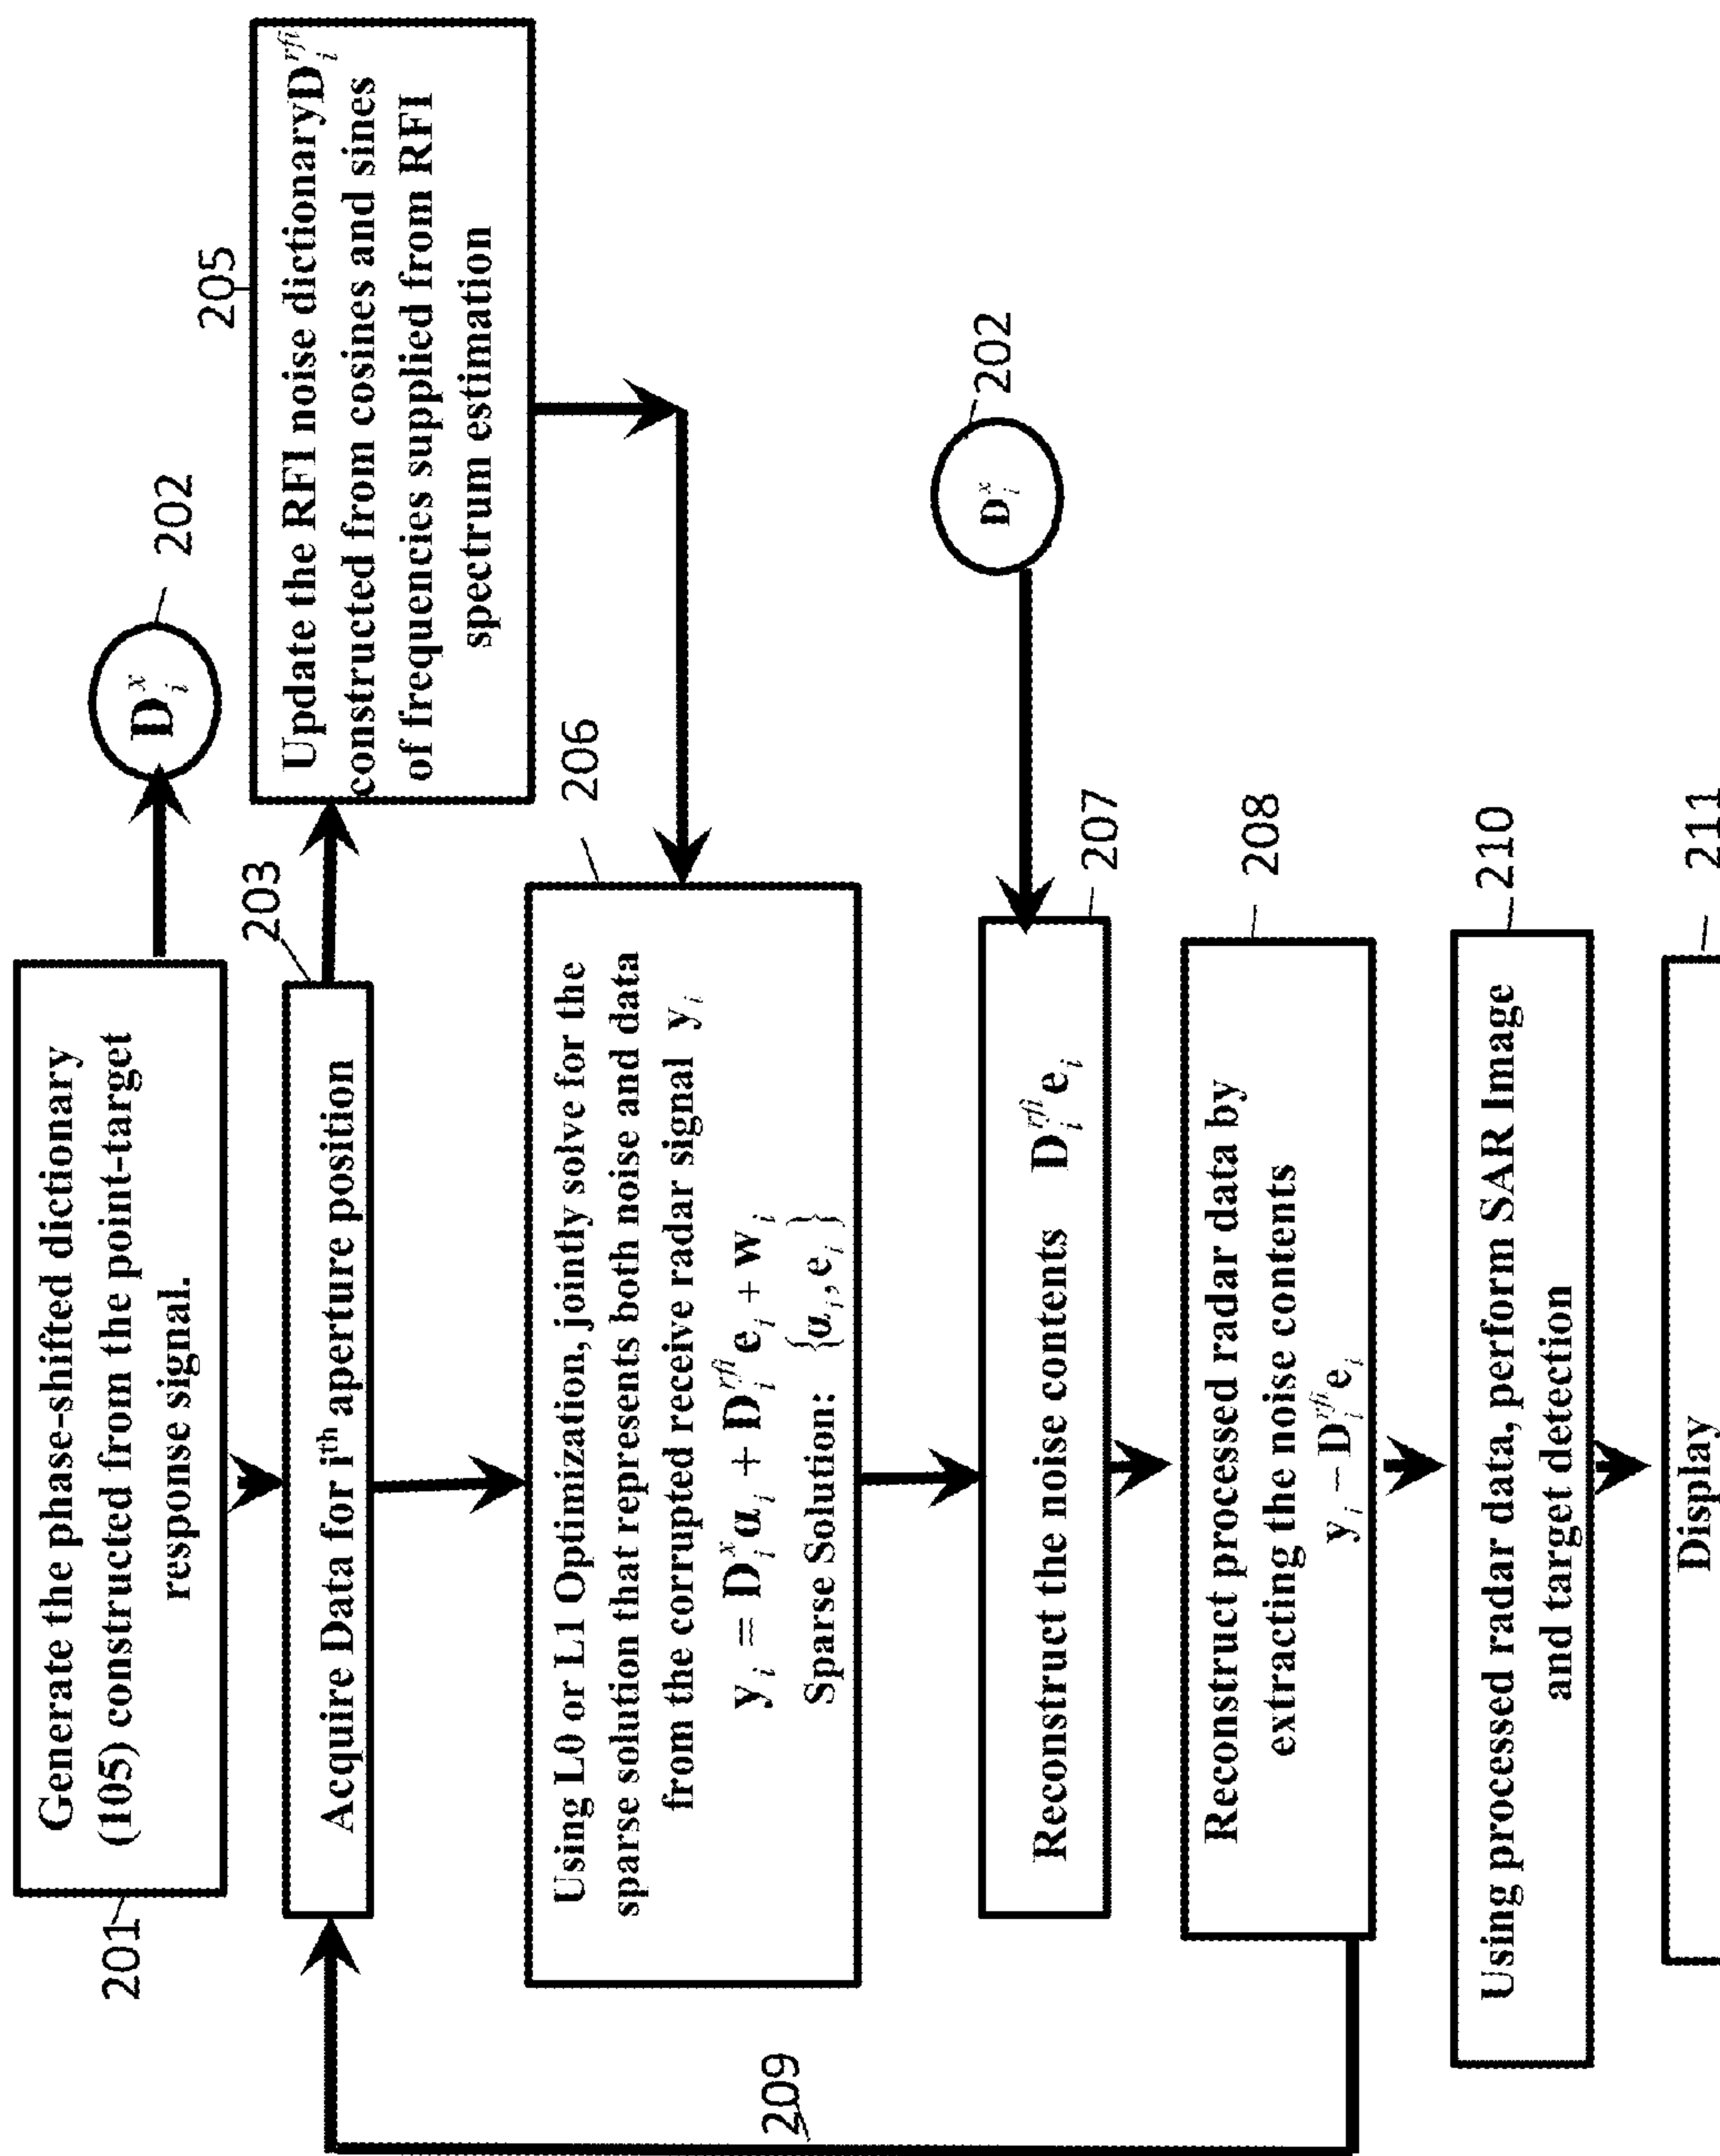 201
Generate the phase-shifted dictionary
(105) constructed from the point-target
response signal.
D_i^x
202
203
Acquire Data for i^th aperture position
205
Update the RFI noise dictionary D_i^rfi
constructed from cosines and sines
of frequencies supplied from RFI
spectrum estimation
206
Using L0 or L1 Optimization, jointly solve for the
sparse solution that represents both noise and data
from the corrupted receive radar signal y_i
y_i = D_i^x α_i + D_i^rfi e_i + w_i
Sparse Solution: {α_i, e_i}
D_i^x
202
207
Reconstruct the noise contents D_i^rfi e_i
208
Reconstruct processed radar data by
extracting the noise contents
y_i − D_i^rfi e_i
209
210
Using processed radar data, perform SAR Image
and target detection
211
Display